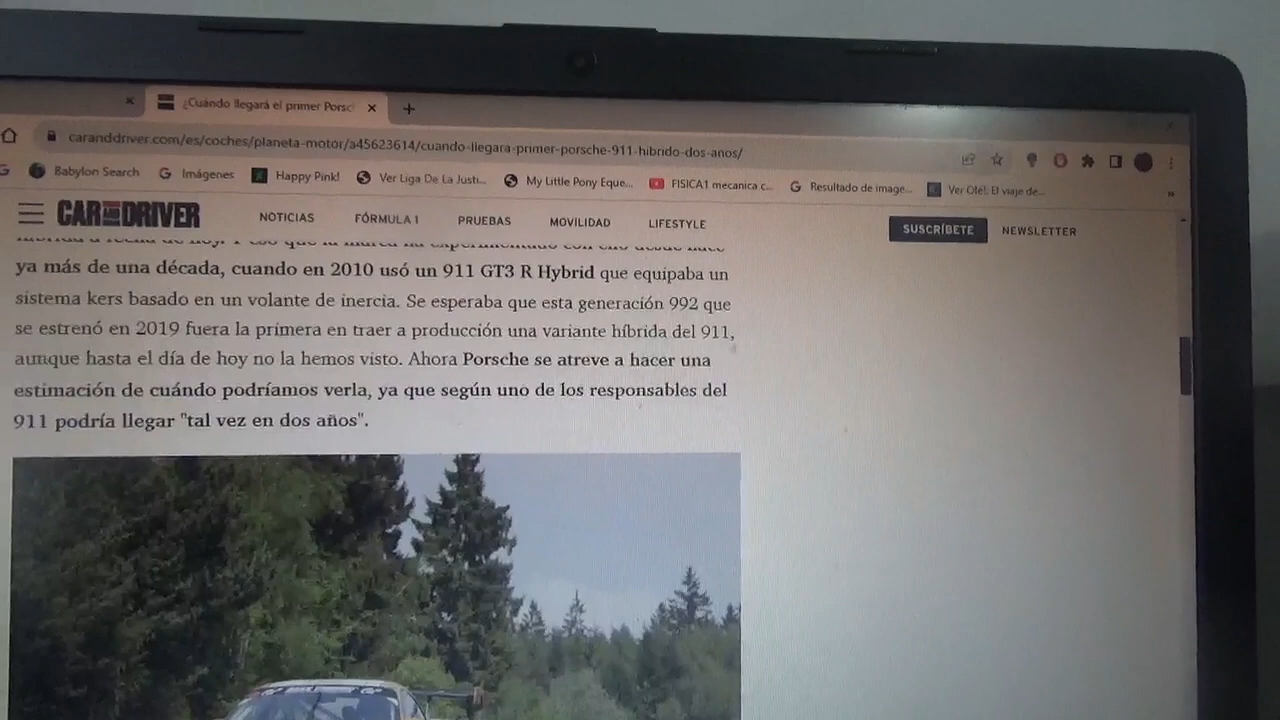 ¿Cuándo llegará el primer Porsc
caranddriver.com/es/coches/planeta-motor/a45623614/cuando-llegara-primer-porsche-911-hibrido-dos-anos/
Babylon Search Imágenes Happy Pink! Ver Liga De La Justi... My Little Pony Eque... FISICA1 mecanica c... Resultado de image... Ver Olé!. El viaje de...
CAR AND DRIVER NOTICIAS FÓRMULA 1 PRUEBAS MOVILIDAD LIFESTYLE SUSCRÍBETE NEWSLETTER
ya más de una década, cuando en 2010 usó un 911 GT3 R Hybrid que equipaba un
sistema kers basado en un volante de inercia. Se esperaba que esta generación 992 que
se estrenó en 2019 fuera la primera en traer a producción una variante híbrida del 911,
aunque hasta el día de hoy no la hemos visto. Ahora Porsche se atreve a hacer una
estimación de cuándo podríamos verla, ya que según uno de los responsables del
911 podría llegar "tal vez en dos años".